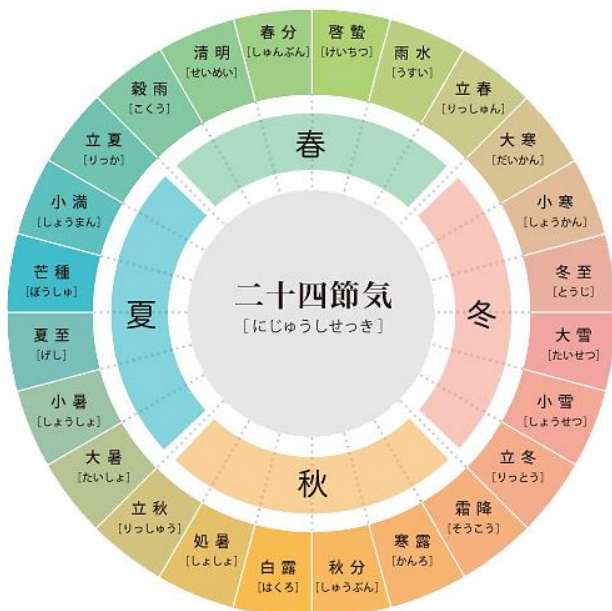 二十四節気
[にじゅうしせっき]
春
夏
秋
冬
立春
[りっしゅん]
雨水
[うすい]
啓蟄
[けいちつ]
春分
[しゅんぶん]
清明
[せいめい]
穀雨
[こくう]
立夏
[りっか]
小満
[しょうまん]
芒種
[ぼうしゅ]
夏至
[げし]
小暑
[しょうしょ]
大暑
[たいしょ]
立秋
[りっしゅう]
処暑
[しょしょ]
白露
[はくろ]
秋分
[しゅうぶん]
寒露
[かんろ]
霜降
[そうこう]
立冬
[りっとう]
小雪
[しょうせつ]
大雪
[たいせつ]
冬至
[とうじ]
小寒
[しょうかん]
大寒
[だいかん]